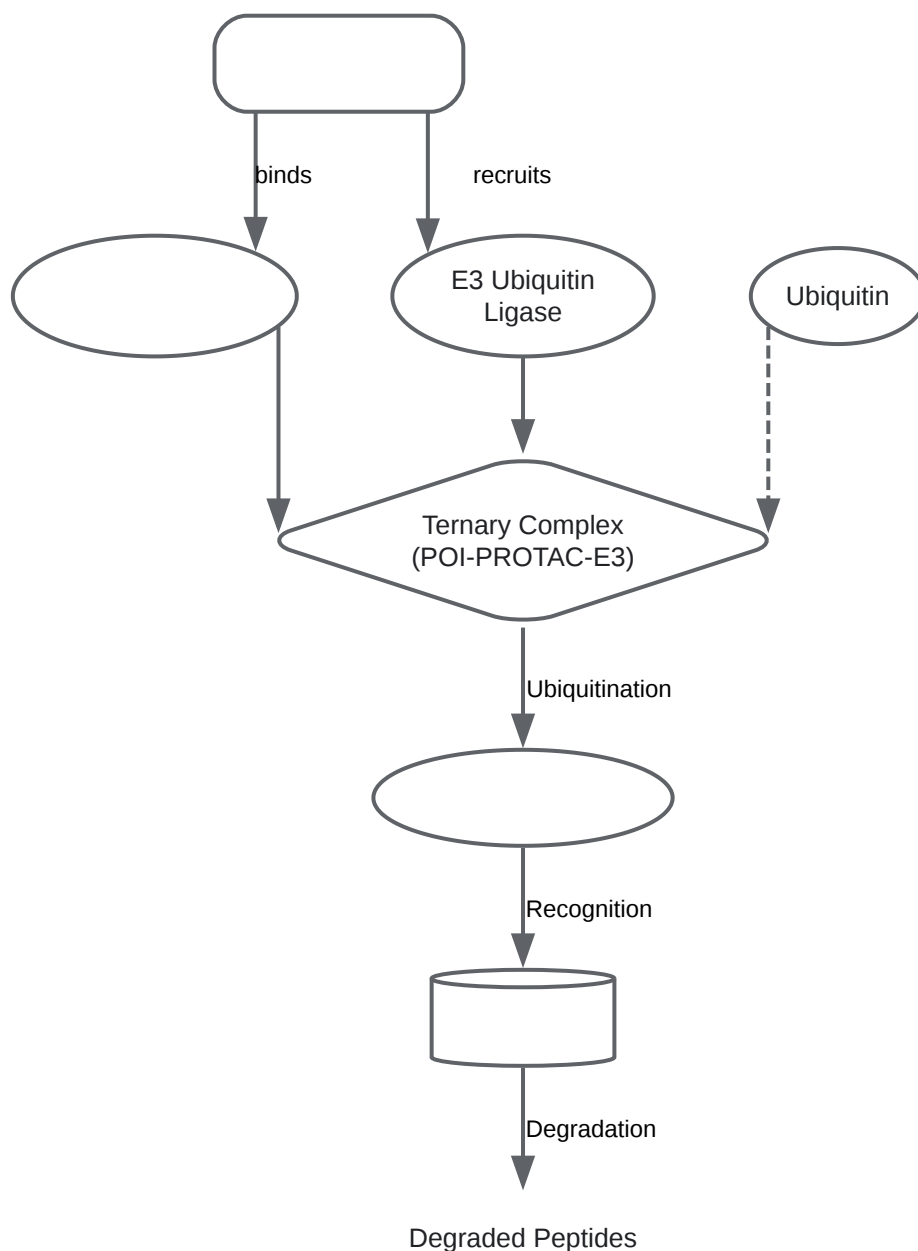 binds
recruits
E3 Ubiquitin
Ligase
Ubiquitin
Ternary Complex
(POI-PROTAC-E3)
Ubiquitination
Recognition
Degradation
Degraded Peptides